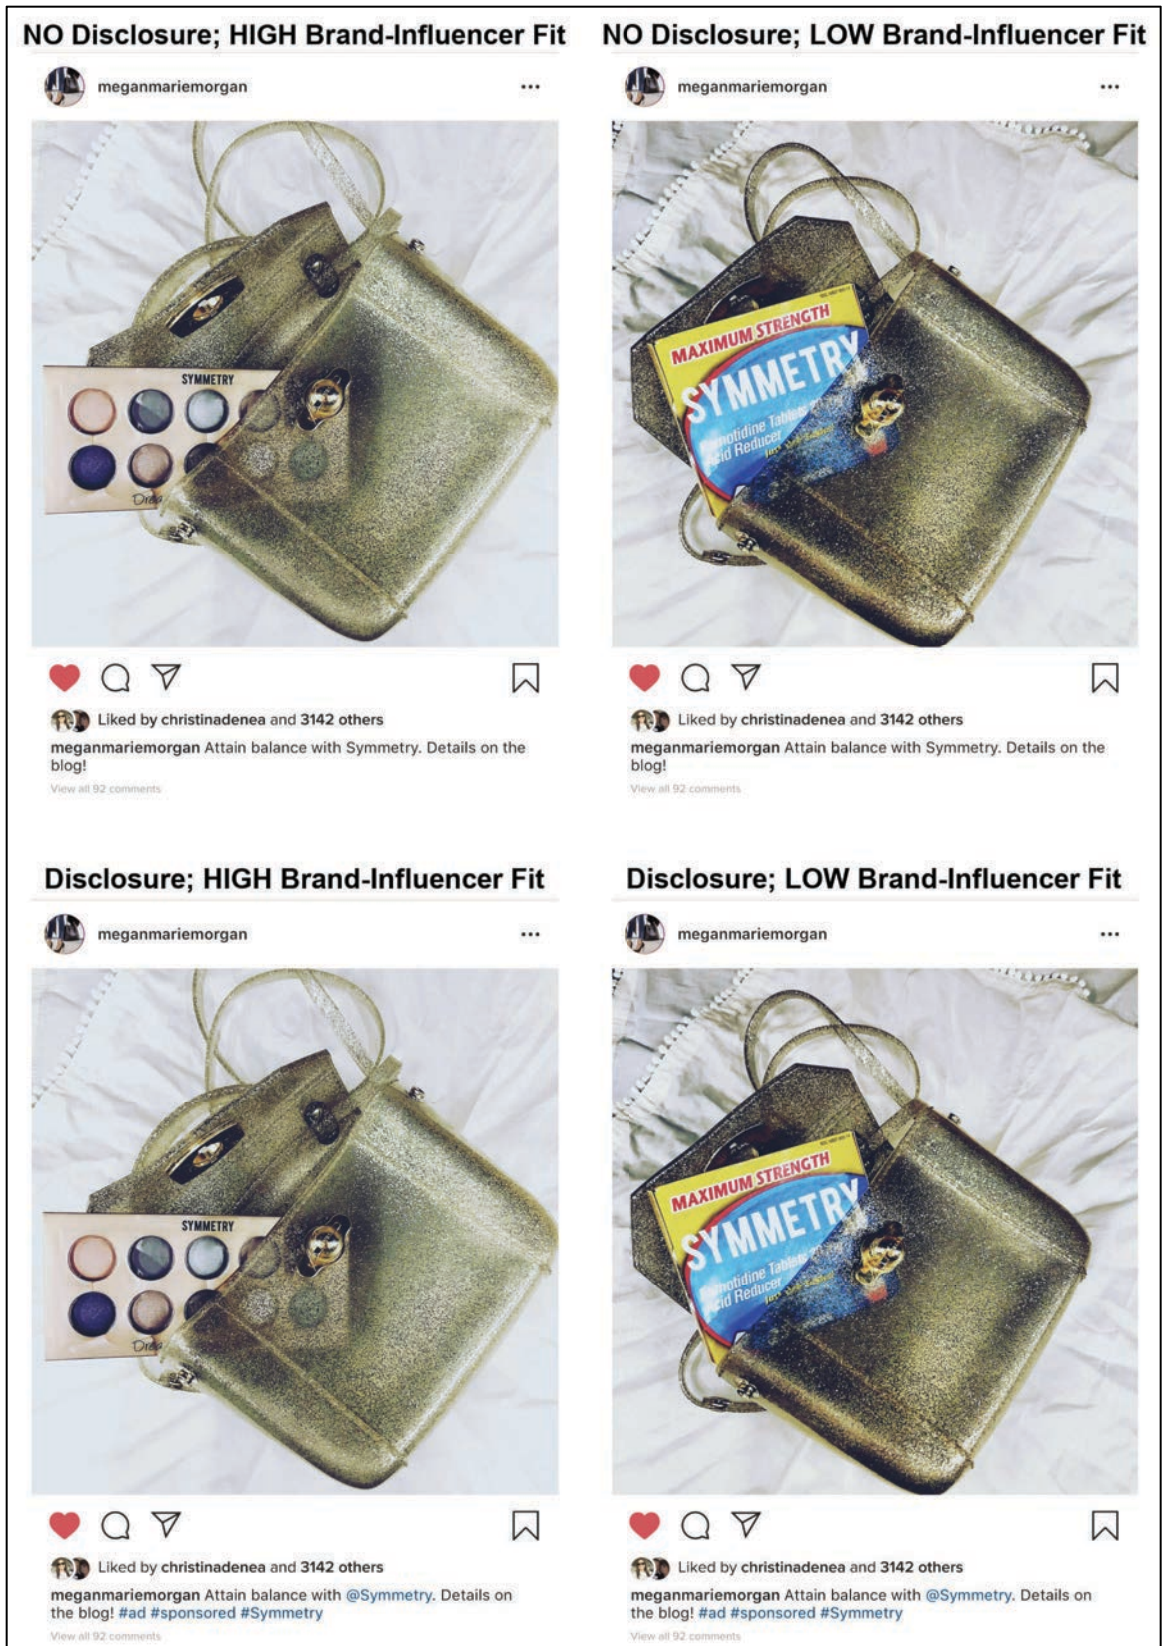 NO Disclosure; HIGH Brand-Influencer Fit
meganmariemorgan
SYMMETRY
Liked by christinadenea and 3142 others
meganmariemorgan Attain balance with Symmetry. Details on the
blog!
View all 92 comments
NO Disclosure; LOW Brand-Influencer Fit
meganmariemorgan
MAXIMUM STRENGTH
SYMMETRY
Tablets
Acid Reducer
Liked by christinadenea and 3142 others
meganmariemorgan Attain balance with Symmetry. Details on the
blog!
View all 92 comments
Disclosure; HIGH Brand-Influencer Fit
meganmariemorgan
SYMMETRY
Liked by christinadenea and 3142 others
meganmariemorgan Attain balance with @Symmetry. Details on
the blog! #ad #sponsored #Symmetry
View all 92 comments
Disclosure; LOW Brand-Influencer Fit
meganmariemorgan
MAXIMUM STRENGTH
SYMMETRY
Tablets
Acid Reducer
Liked by christinadenea and 3142 others
meganmariemorgan Attain balance with @Symmetry. Details on
the blog! #ad #sponsored #Symmetry
View all 92 comments